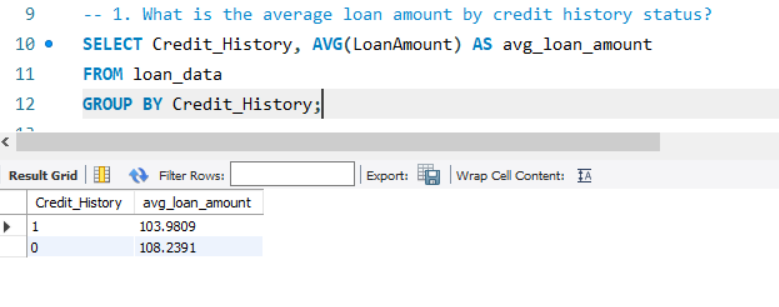 9 -- 1. What is the average loan amount by credit history status?
10 SELECT Credit_History, AVG(LoanAmount) AS avg_loan_amount
11 FROM loan_data
12 GROUP BY Credit_History;
13
Result Grid Filter Rows: Export: Wrap Cell Content: IA
Credit_History avg_loan_amount
1 103.9809
0 108.2391